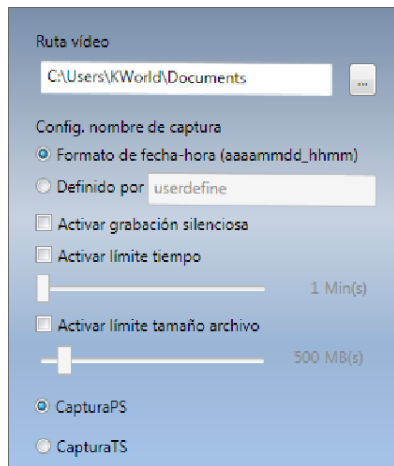 Ruta vídeo
C:\Users\KWorld\Documents
...
Config. nombre de captura
Formato de fecha-hora (aaaammdd_hhmm)
Definido por userdefine
Activar grabación silenciosa
Activar límite tiempo
1 Min(s)
Activar límite tamaño archivo
500 MB(s)
CapturaPS
CapturaTS